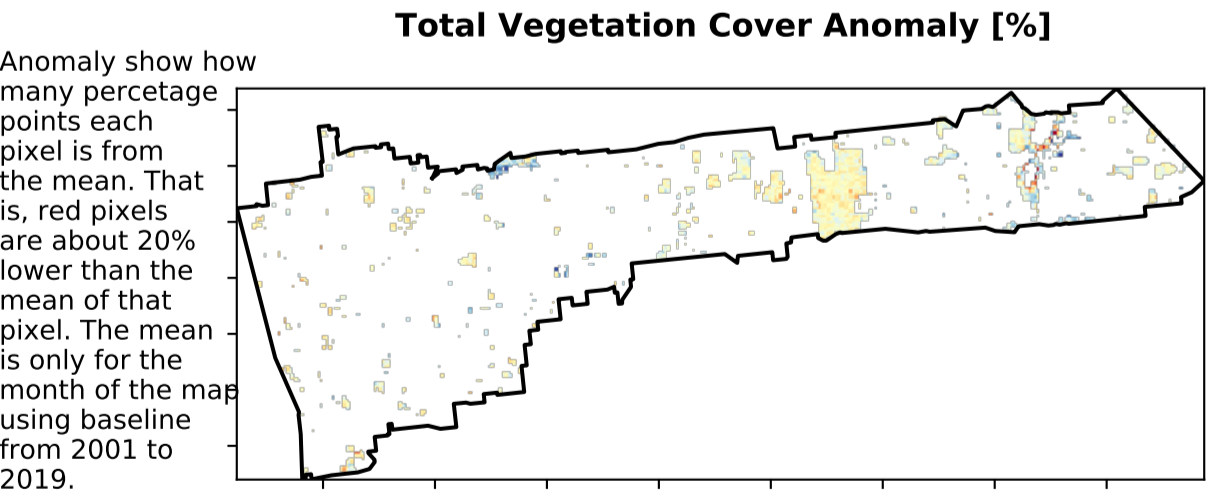 Total Vegetation Cover Anomaly [%]
Anomaly show how
many percetage
points each
pixel is from
the mean. That
is, red pixels
are about 20%
lower than the
mean of that
pixel. The mean
is only for the
month of the map
using baseline
from 2001 to
2019.